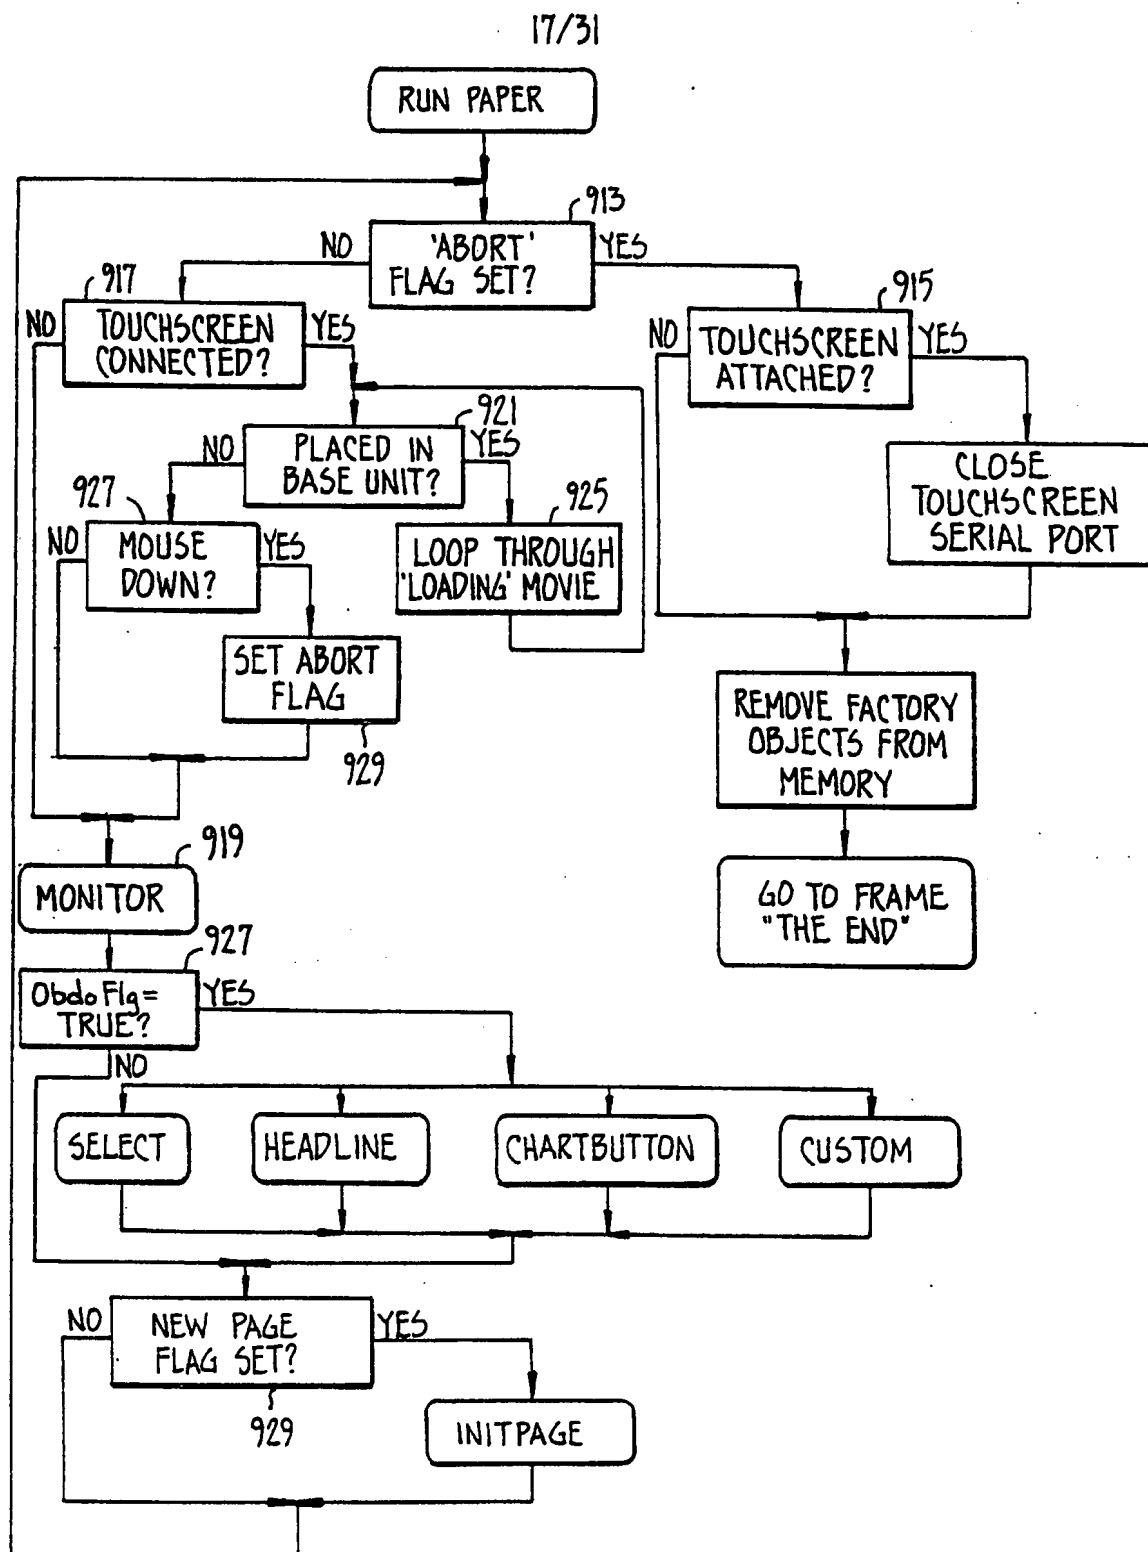 17/31
RUN PAPER
913
NO
'ABORT'
FLAG SET?
YES
917
NO
TOUCHSCREEN
CONNECTED?
YES
915
NO
TOUCHSCREEN
ATTACHED?
YES
921
NO
PLACED IN
BASE UNIT?
YES
CLOSE
TOUCHSCREEN
SERIAL PORT
927
NO
MOUSE
DOWN?
YES
925
LOOP THROUGH
'LOADING' MOVIE
SET ABORT
FLAG
929
REMOVE FACTORY
OBJECTS FROM
MEMORY
919
MONITOR
GO TO FRAME
"THE END"
927
ObdoFlg=
TRUE?
YES
NO
SELECT
HEADLINE
CHARTBUTTON
CUSTOM
NO
NEW PAGE
FLAG SET?
YES
929
INITPAGE